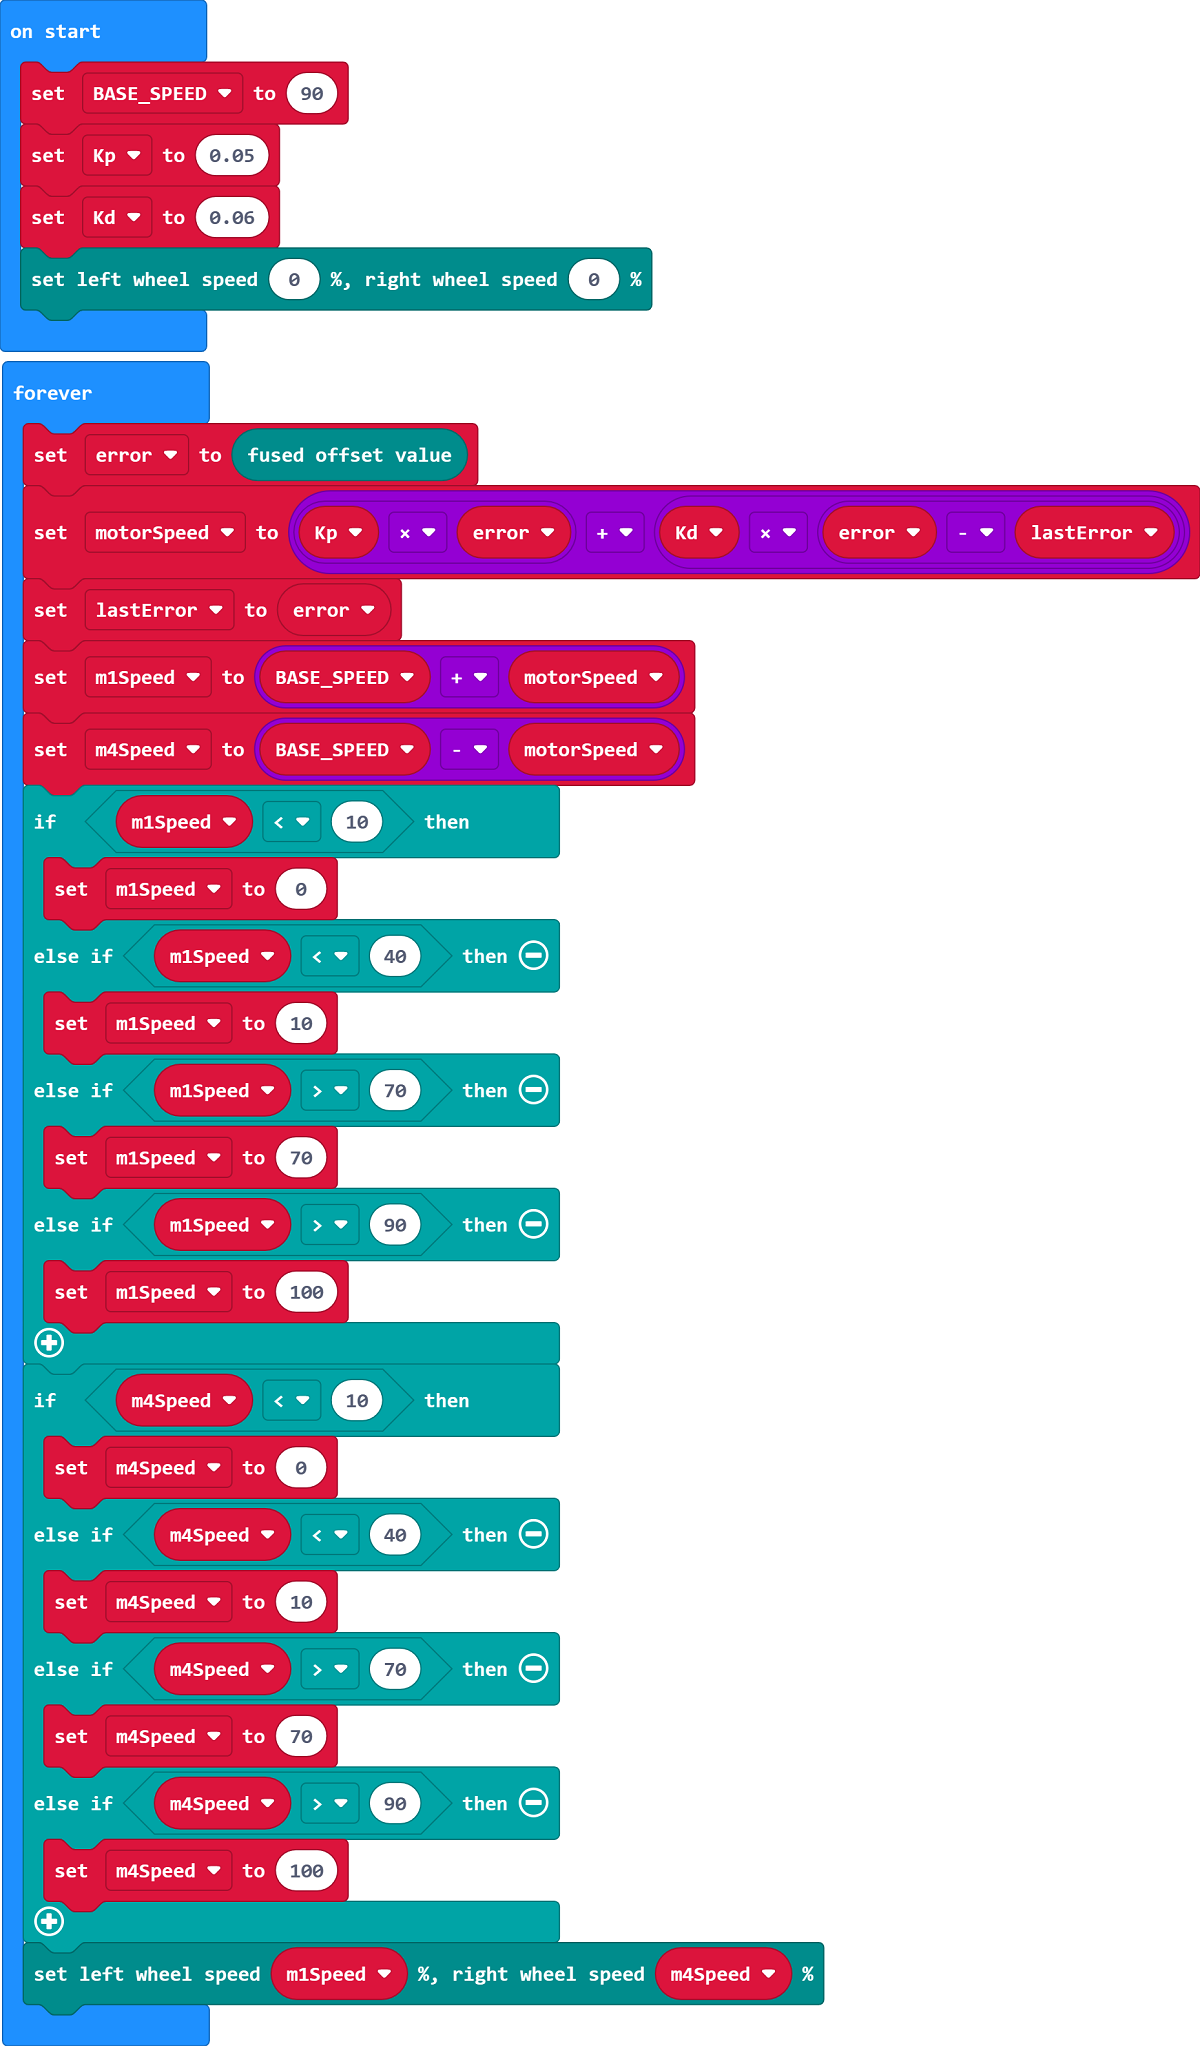 on start
set BASE_SPEED to 90
set Kp to 0.05
set Kd to 0.06
set left wheel speed 0 %, right wheel speed 0 %
forever
set error to fused offset value
set motorSpeed to Kp × error + Kd × error - lastError
set lastError to error
set m1Speed to BASE_SPEED + motorSpeed
set m4Speed to BASE_SPEED - motorSpeed
if m1Speed < 10 then
set m1Speed to 0
else if m1Speed < 40 then
set m1Speed to 10
else if m1Speed > 70 then
set m1Speed to 70
else if m1Speed > 90 then
set m1Speed to 100
if m4Speed < 10 then
set m4Speed to 0
else if m4Speed < 40 then
set m4Speed to 10
else if m4Speed > 70 then
set m4Speed to 70
else if m4Speed > 90 then
set m4Speed to 100
set left wheel speed m1Speed %, right wheel speed m4Speed %